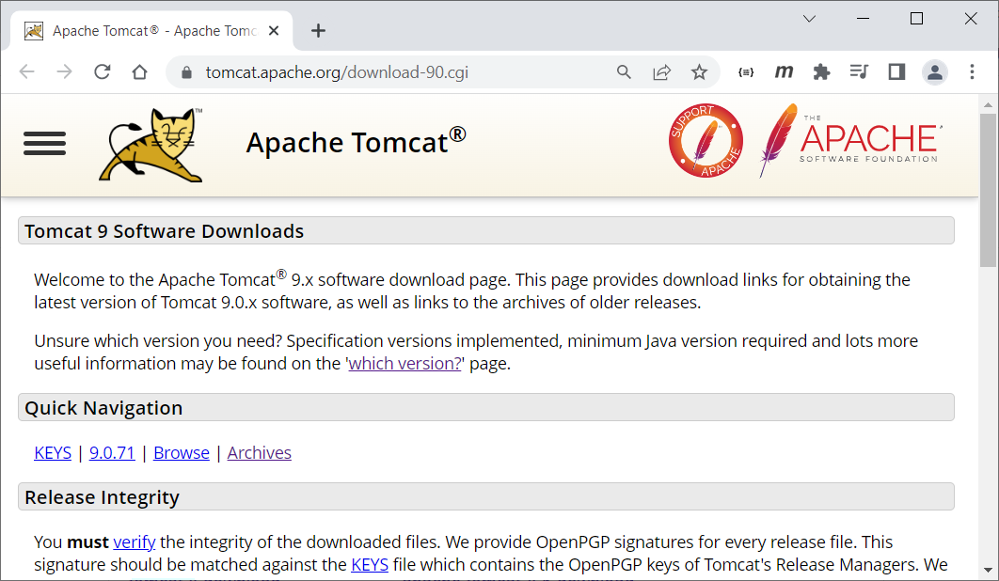 Apache Tomcat® - Apache Tomc
tomcat.apache.org/download-90.cgi
Apache Tomcat®
SUPPORT APACHE
THE
APACHE
SOFTWARE FOUNDATION
Tomcat 9 Software Downloads
Welcome to the Apache Tomcat® 9.x software download page. This page provides download links for obtaining the
latest version of Tomcat 9.0.x software, as well as links to the archives of older releases.
Unsure which version you need? Specification versions implemented, minimum Java version required and lots more
useful information may be found on the 'which version?' page.
Quick Navigation
KEYS | 9.0.71 | Browse | Archives
Release Integrity
You must verify the integrity of the downloaded files. We provide OpenPGP signatures for every release file. This
signature should be matched against the KEYS file which contains the OpenPGP keys of Tomcat's Release Managers. We